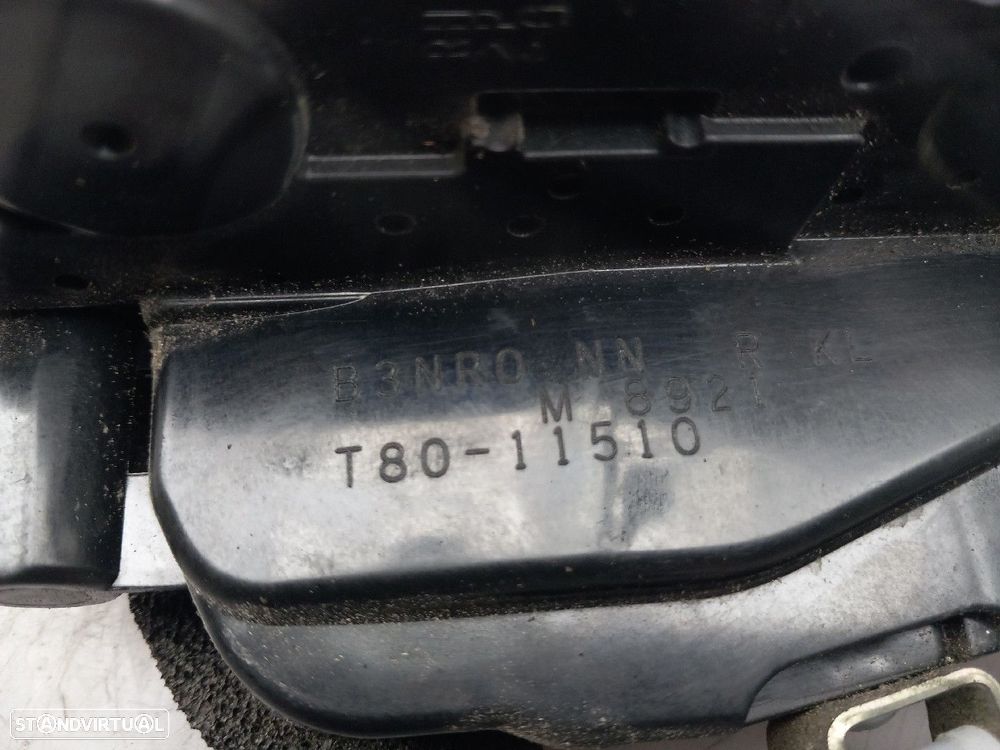 B3NR0 NN R KL
M 8921
T80-11510
STANDVIRTUAL